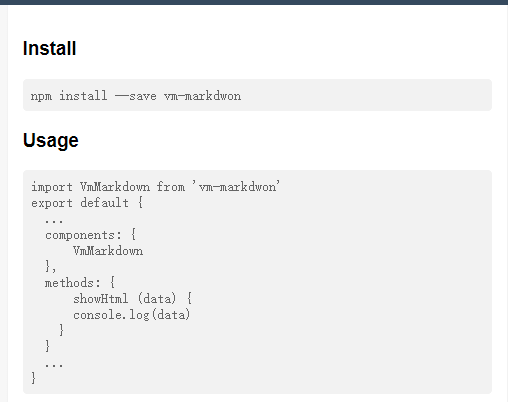 Install
npm install --save vm-markdwon
Usage
import VmMarkdown from 'vm-markdwon'
export default {
  ...
  components: {
      VmMarkdown
  },
  methods: {
      showHtml (data) {
      console.log(data)
    }
  }
  ...
}